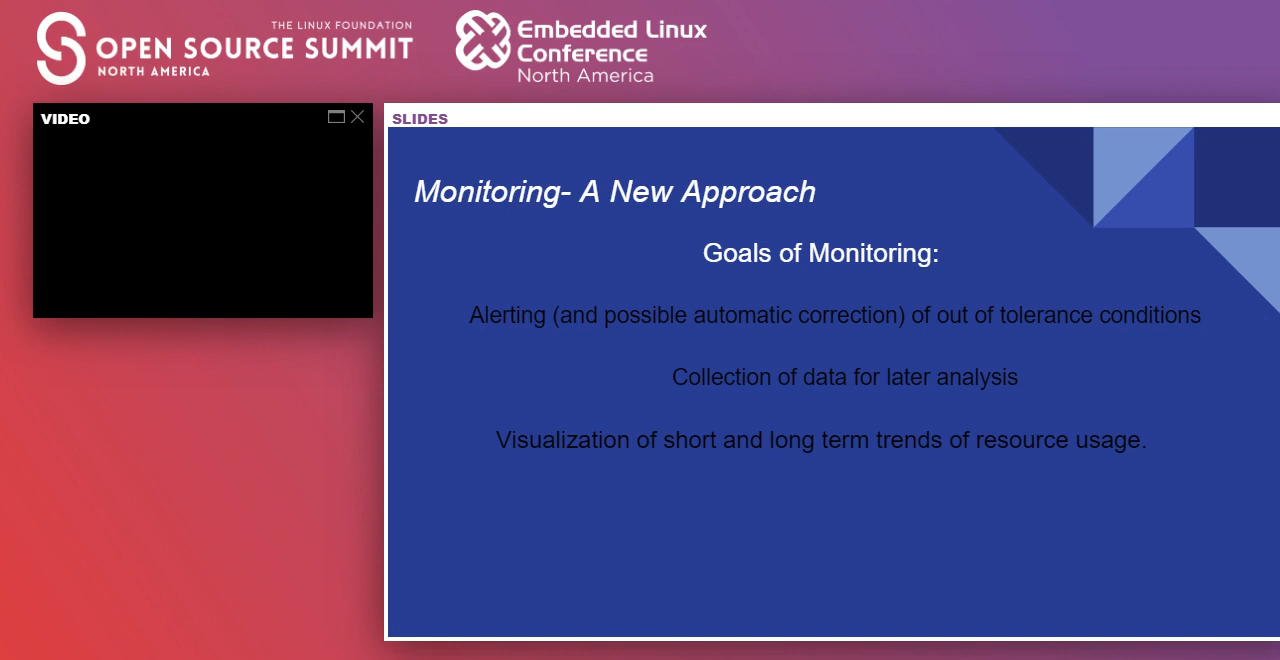 THE LINUX FOUNDATION
OPEN SOURCE SUMMIT
NORTH AMERICA
Embedded Linux
Conference
North America
VIDEO
SLIDES
Monitoring- A New Approach
Goals of Monitoring:
Alerting (and possible automatic correction) of out of tolerance conditions
Collection of data for later analysis
Visualization of short and long term trends of resource usage.